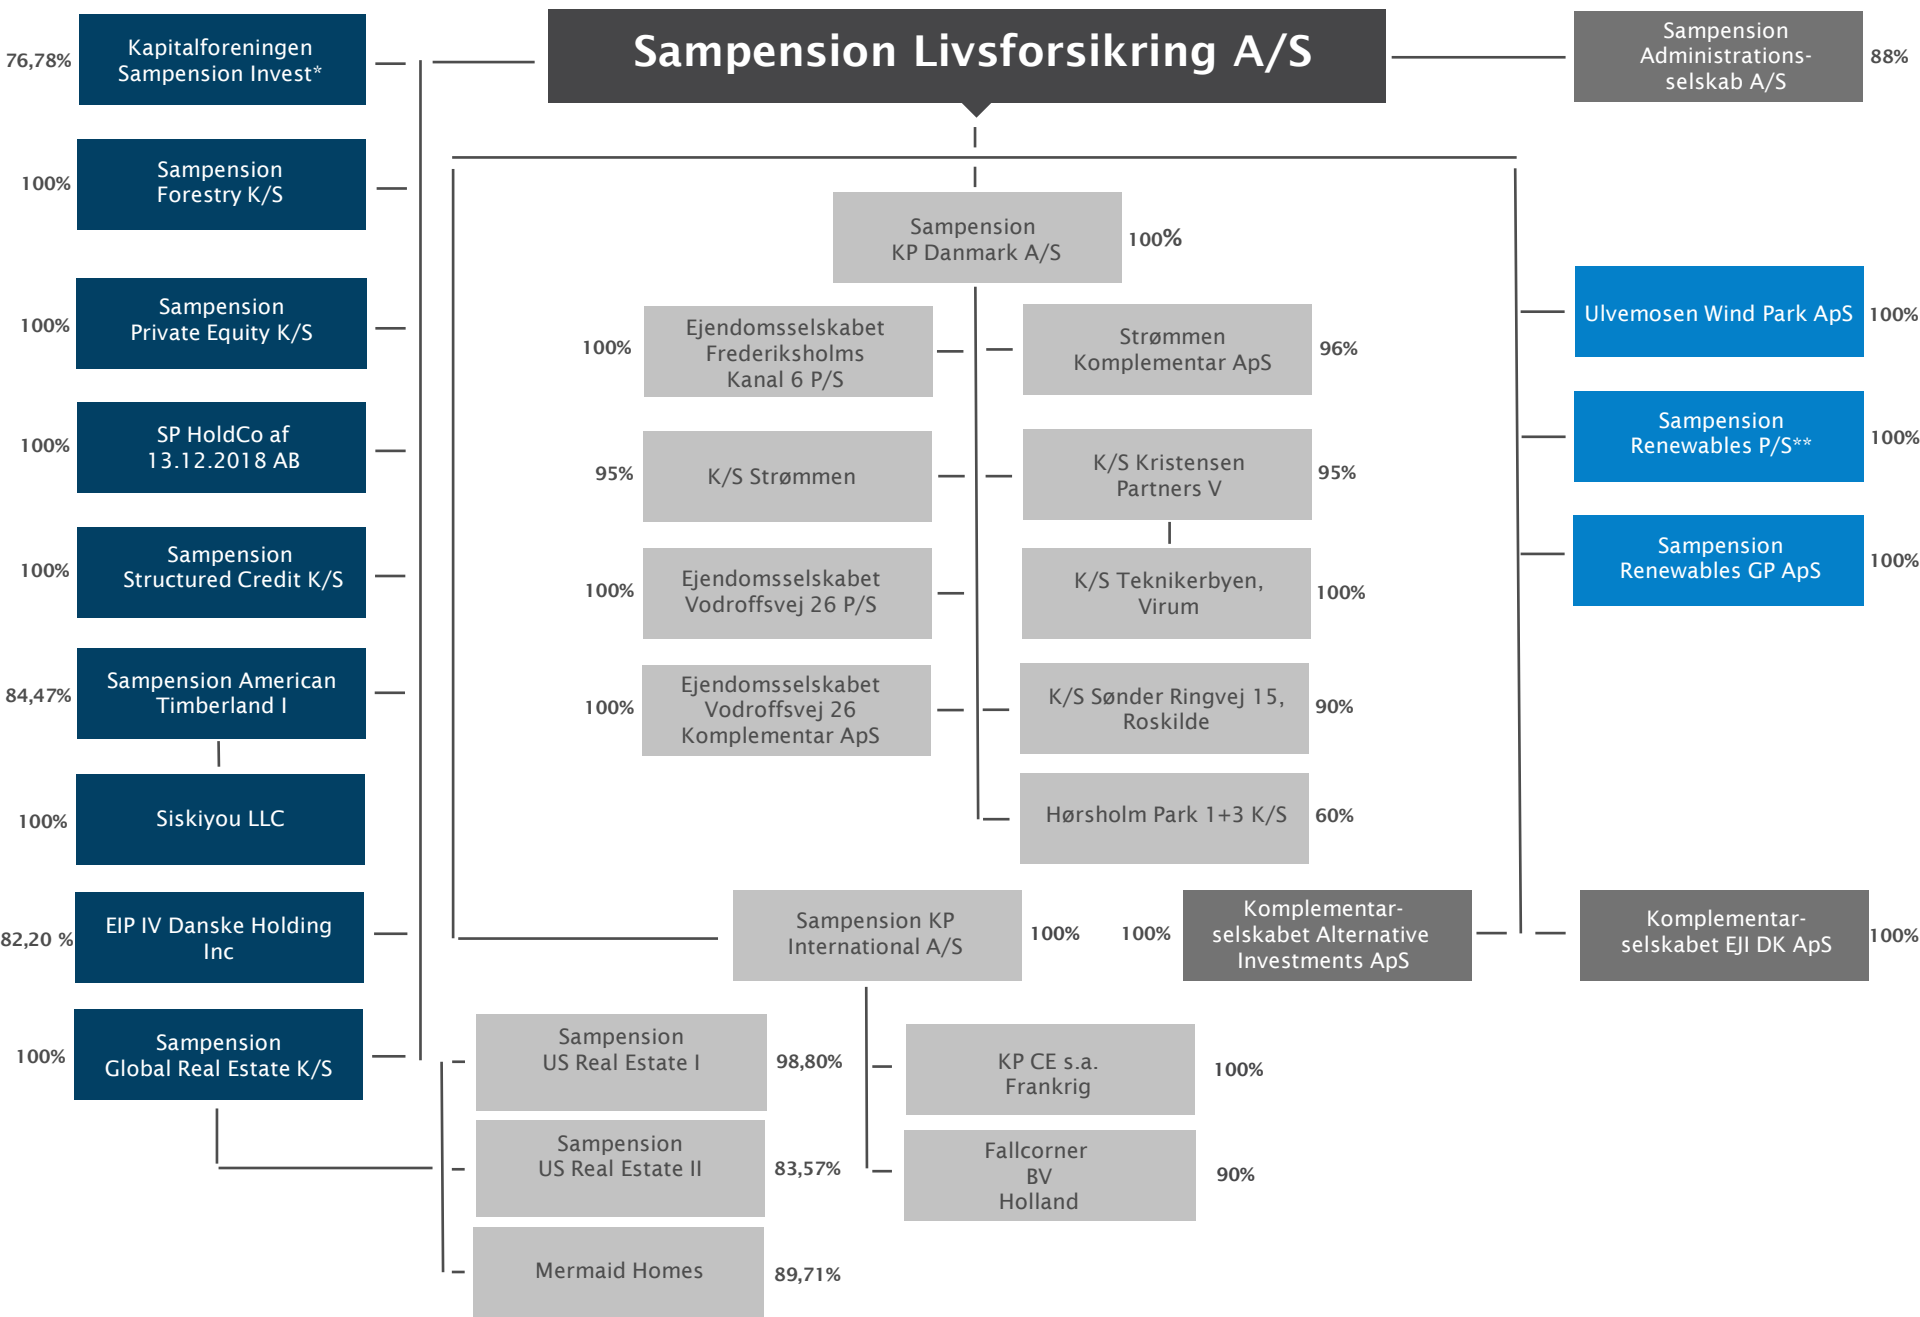 Sampension Livsforsikring A/S
Sampension
Administrations-
selskab A/S
88%
76,78%
Kapitalforeningen
Sampension Invest*
100%
Sampension
Forestry K/S
100%
Sampension
Private Equity K/S
100%
SP HoldCo af
13.12.2018 AB
100%
Sampension
Structured Credit K/S
84,47%
Sampension American
Timberland I
100%
Siskiyou LLC
82,20 %
EIP IV Danske Holding
Inc
100%
Sampension
Global Real Estate K/S
Sampension
KP Danmark A/S
100%
100%
Ejendomsselskabet
Frederiksholms
Kanal 6 P/S
Strømmen
Komplementar ApS
96%
95%
K/S Strømmen
K/S Kristensen
Partners V
95%
100%
Ejendomsselskabet
Vodroffsvej 26 P/S
K/S Teknikerbyen,
Virum
100%
100%
Ejendomsselskabet
Vodroffsvej 26
Komplementar ApS
K/S Sønder Ringvej 15,
Roskilde
90%
Hørsholm Park 1+3 K/S
60%
Ulvemosen Wind Park ApS
100%
Sampension
Renewables P/S**
100%
Sampension
Renewables GP ApS
100%
Sampension KP
International A/S
100%
100%
Komplementar-
selskabet Alternative
Investments ApS
Komplementar-
selskabet EJI DK ApS
100%
Sampension
US Real Estate I
98,80%
KP CE s.a.
Frankrig
100%
Sampension
US Real Estate II
83,57%
Fallcorner
BV
Holland
90%
Mermaid Homes
89,71%